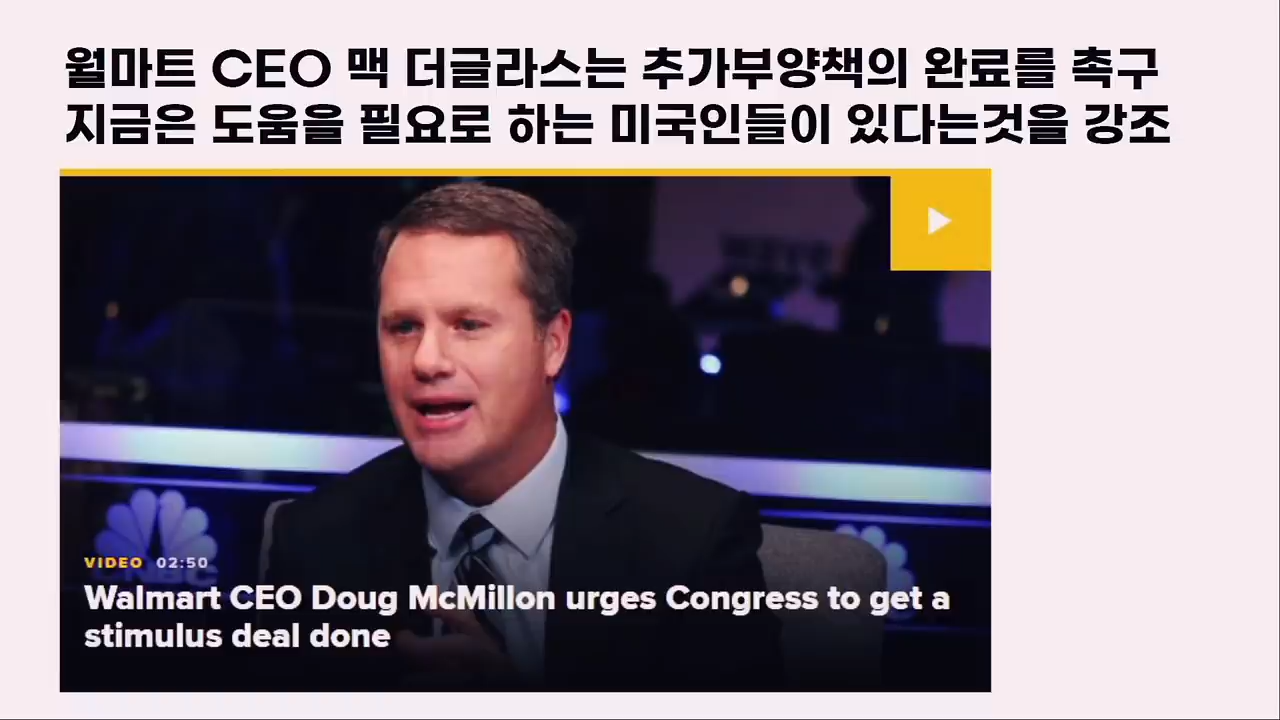 월마트 CEO 맥 더글라스는 추가부양책의 완료를 촉구
지금은 도움을 필요로 하는 미국인들이 있다는것을 강조
VIDEO 02:50
Walmart CEO Doug McMillon urges Congress to get a
stimulus deal done